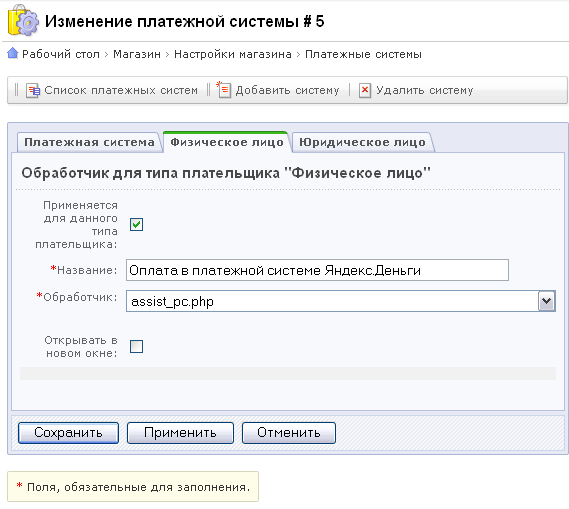 Изменение платежной системы # 5
Рабочий стол › Магазин › Настройки магазина › Платежные системы
Список платежных систем Добавить систему Удалить систему
Платежная система Физическое лицо Юридическое лицо
Обработчик для типа плательщика "Физическое лицо"
Применяется
для данного
типа
плательщика:
*Название: Оплата в платежной системе Яндекс.Деньги
*Обработчик: assist_pc.php
Открывать в
новом окне:
Сохранить Применить Отменить
* Поля, обязательные для заполнения.